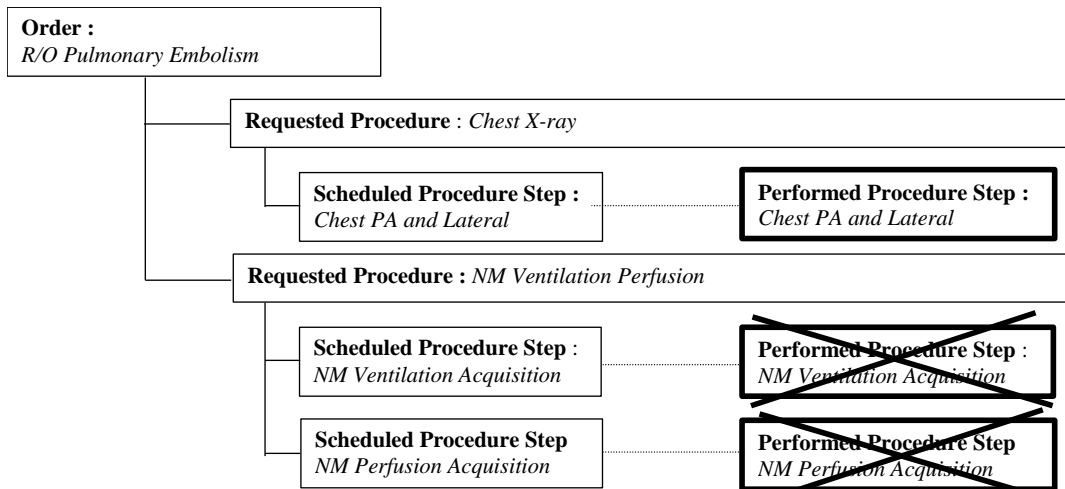 Order :
R/O Pulmonary Embolism
Requested Procedure : Chest X-ray
Scheduled Procedure Step :
Chest PA and Lateral
Performed Procedure Step :
Chest PA and Lateral
Requested Procedure : NM Ventilation Perfusion
Scheduled Procedure Step :
NM Ventilation Acquisition
Performed Procedure Step :
NM Ventilation Acquisition
Scheduled Procedure Step
NM Perfusion Acquisition
Performed Procedure Step
NM Perfusion Acquisition